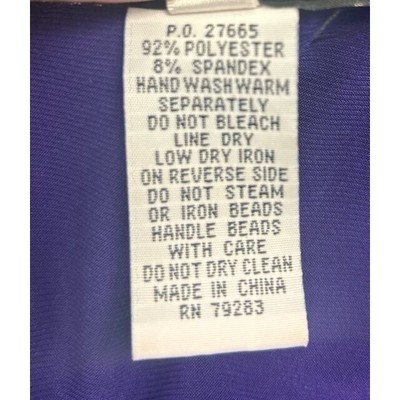 P.O. 27665
92% POLYESTER
8% SPANDEX
HAND WASH WARM
SEPARATELY
DO NOT BLEACH
LINE DRY
LOW DRY IRON
ON REVERSE SIDE
DO NOT STEAM
OR IRON BEADS
HANDLE BEADS
WITH CARE
DO NOT DRY CLEAN
MADE IN CHINA
RN 79283